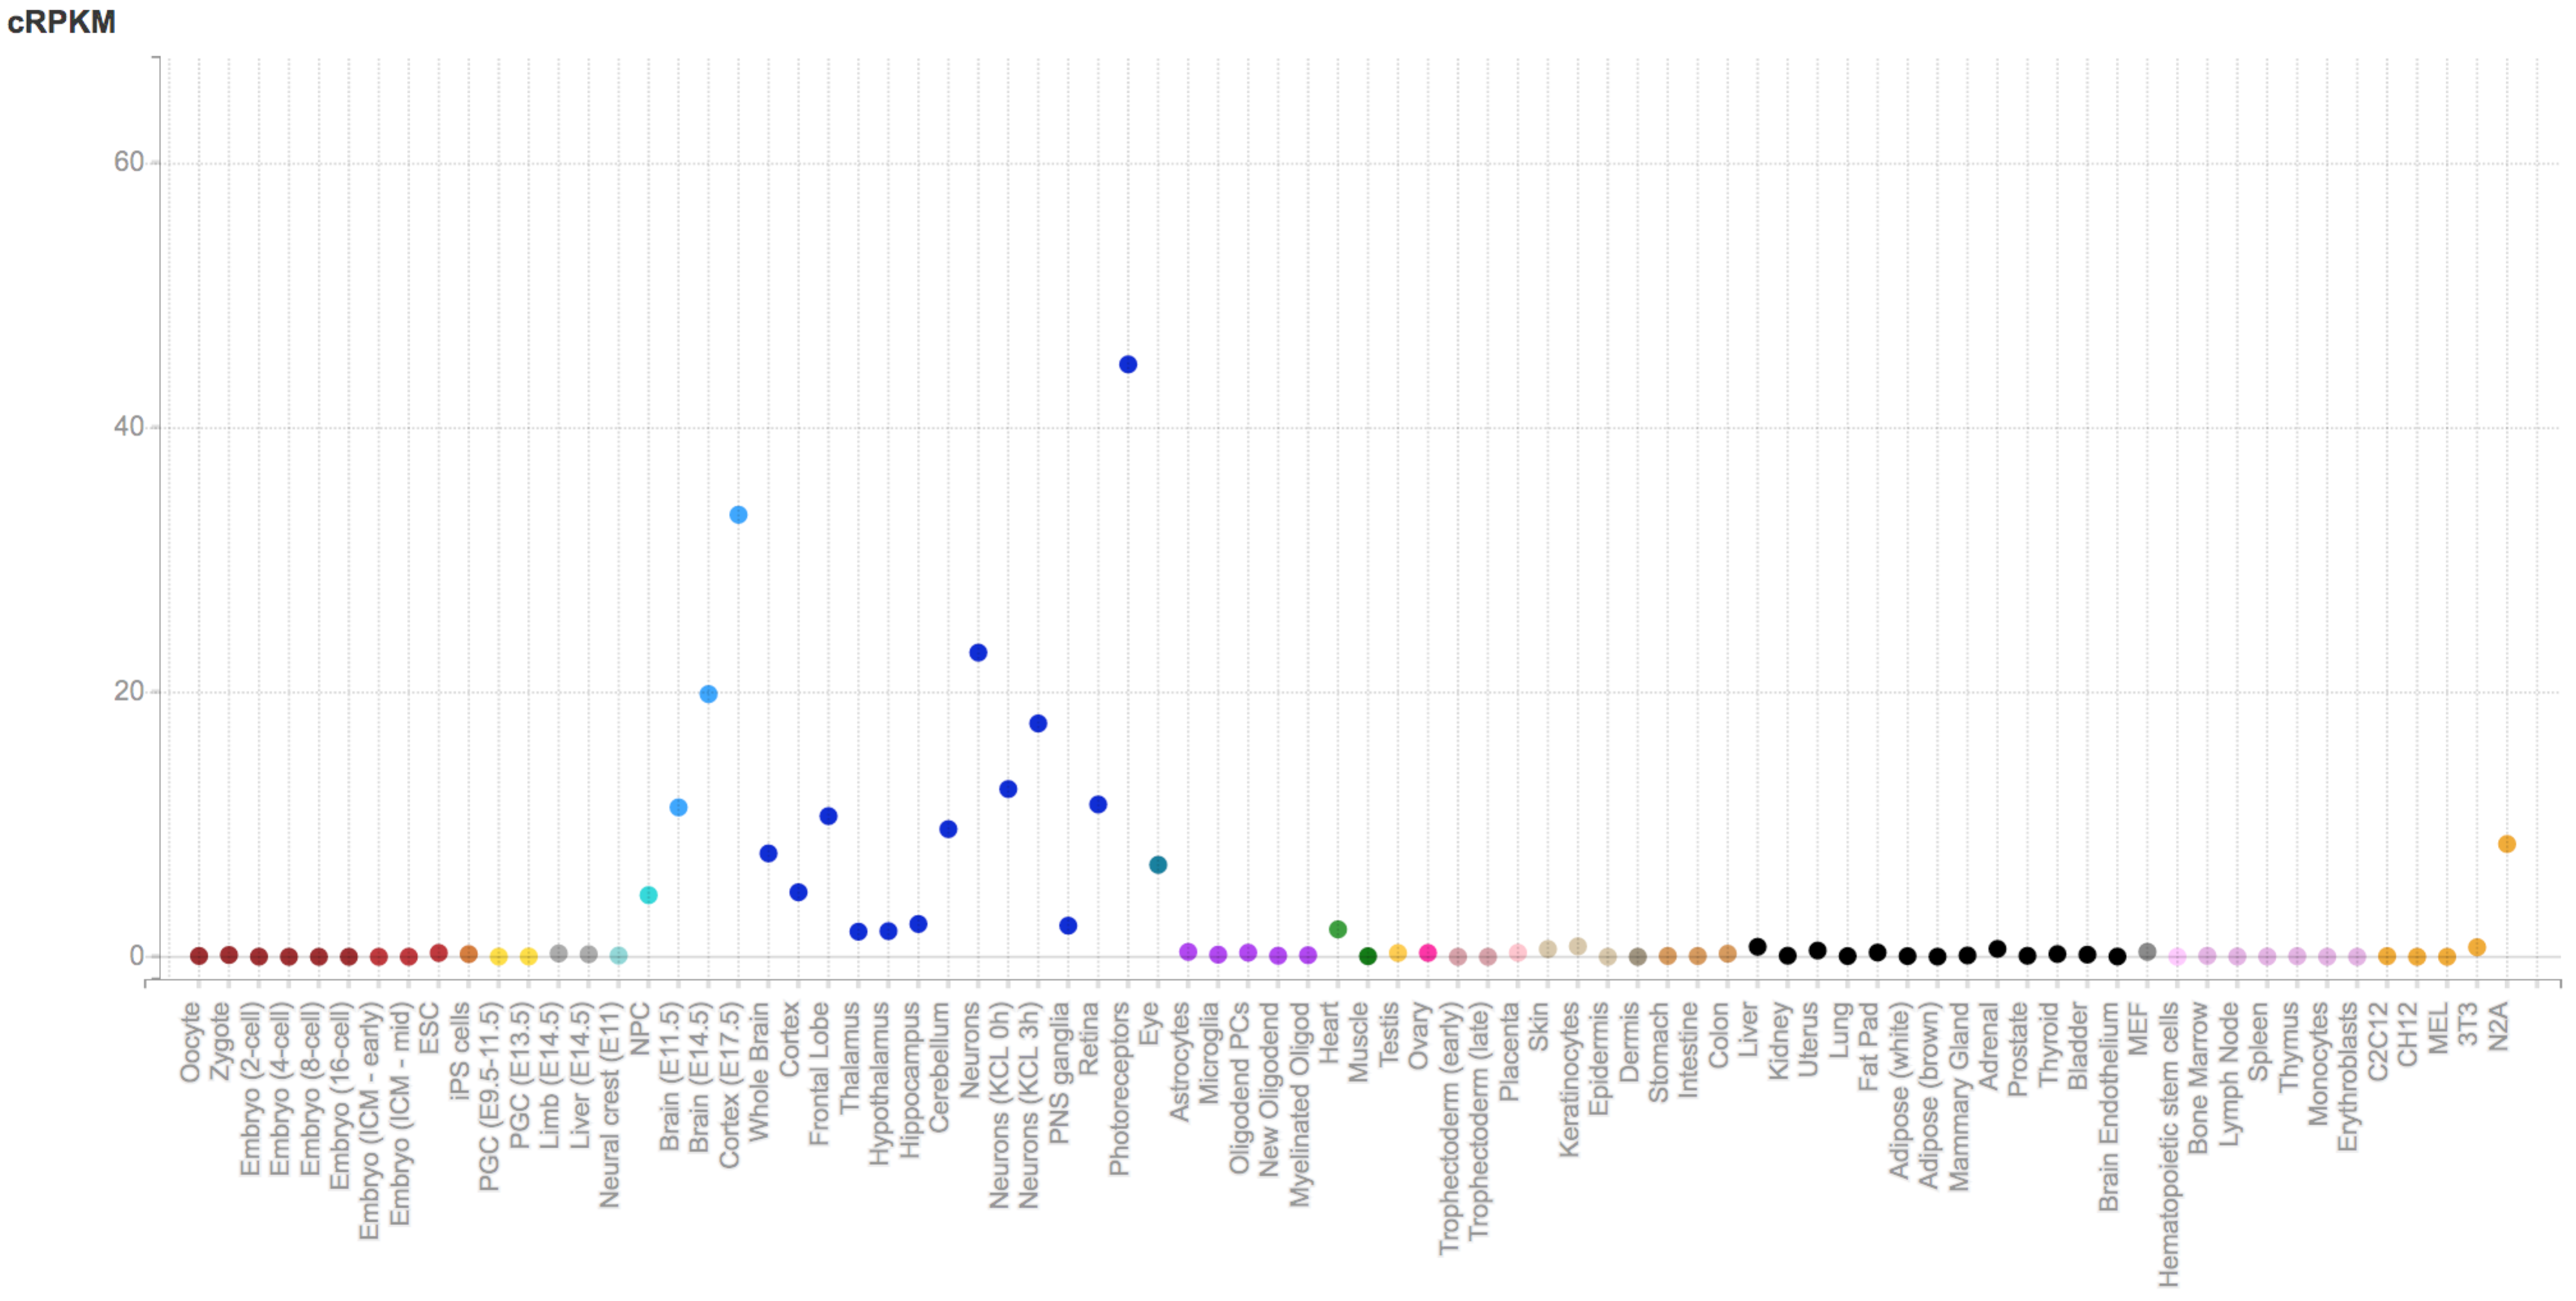 cRPKM
60
40
20
0
Oocyte
Zygote
Embryo (2-cell)
Embryo (4-cell)
Embryo (8-cell)
Embryo (16-cell)
Embryo (ICM - early)
Embryo (ICM - mid)
ESC
iPS cells
PGC (E9.5-11.5)
PGC (E13.5)
Limb (E14.5)
Liver (E14.5)
Neural crest (E11)
NPC
Brain (E11.5)
Brain (E14.5)
Cortex (E17.5)
Whole Brain
Cortex
Frontal Lobe
Thalamus
Hypothalamus
Hippocampus
Cerebellum
Neurons
Neurons (KCL 0h)
Neurons (KCL 3h)
PNS ganglia
Retina
Photoreceptors
Eye
Astrocytes
Microglia
Oligodend PCs
New Oligodend
Myelinated Oligod
Heart
Muscle
Testis
Ovary
Trophectoderm (early)
Trophectoderm (late)
Placenta
Skin
Keratinocytes
Epidermis
Dermis
Stomach
Intestine
Colon
Liver
Kidney
Uterus
Lung
Fat Pad
Adipose (white)
Adipose (brown)
Mammary Gland
Adrenal
Prostate
Thyroid
Bladder
Brain Endothelium
MEF
Hematopoietic stem cells
Bone Marrow
Lymph Node
Spleen
Thymus
Monocytes
Erythroblasts
C2C12
CH12
MEL
3T3
N2A